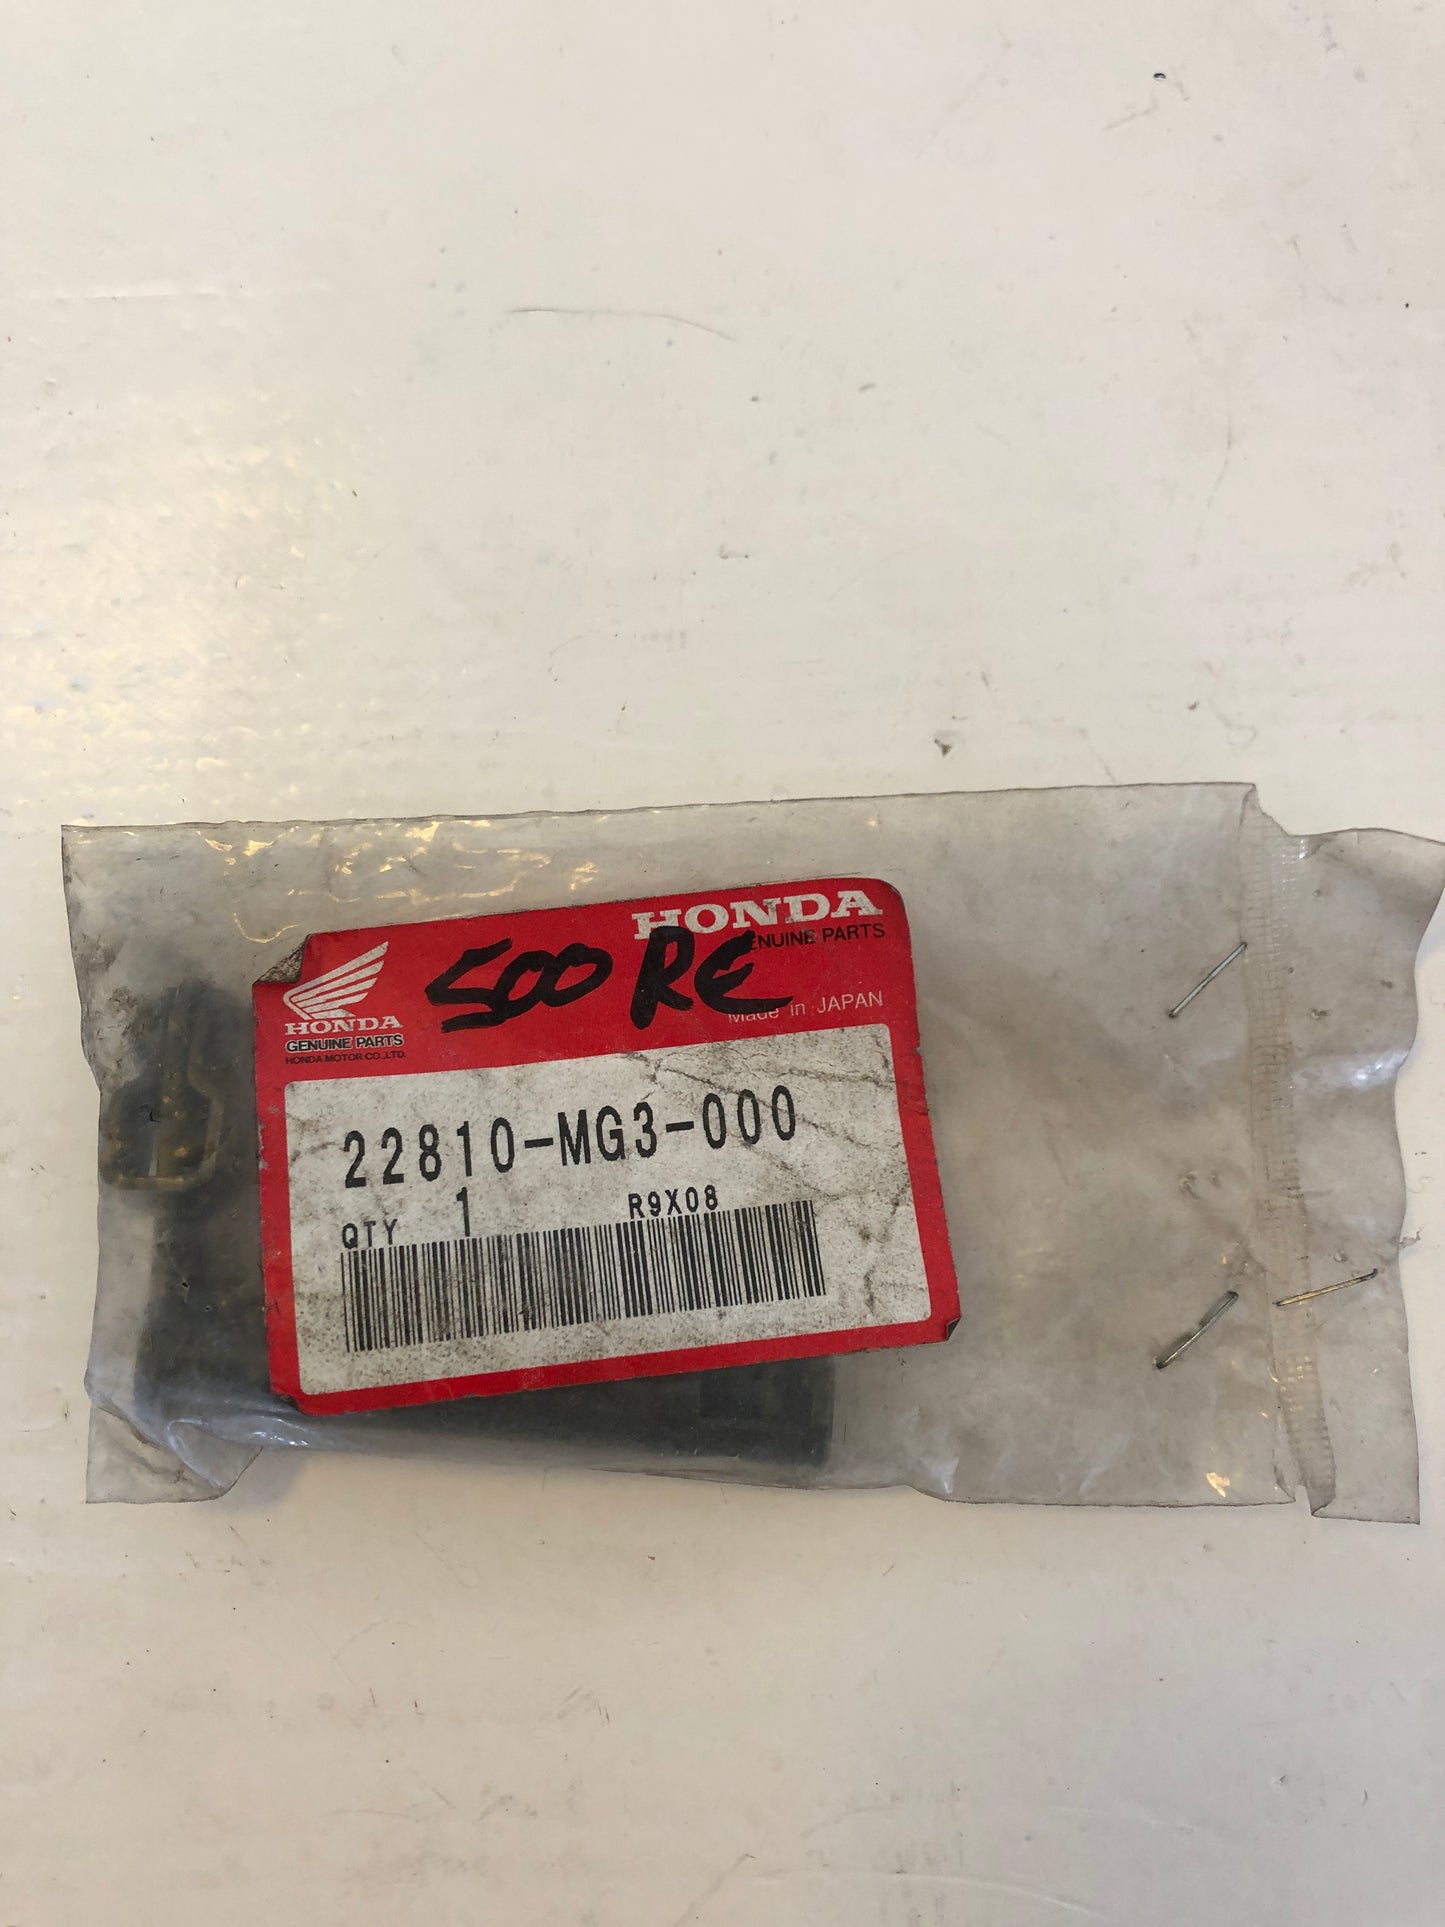 HONDA
ENUINE PARTS
500 RE
Made in JAPAN
HONDA
GENUINE PARTS
HONDA MOTOR CO.,LTD.
22810-MG3-000
QTY 1 R9X08